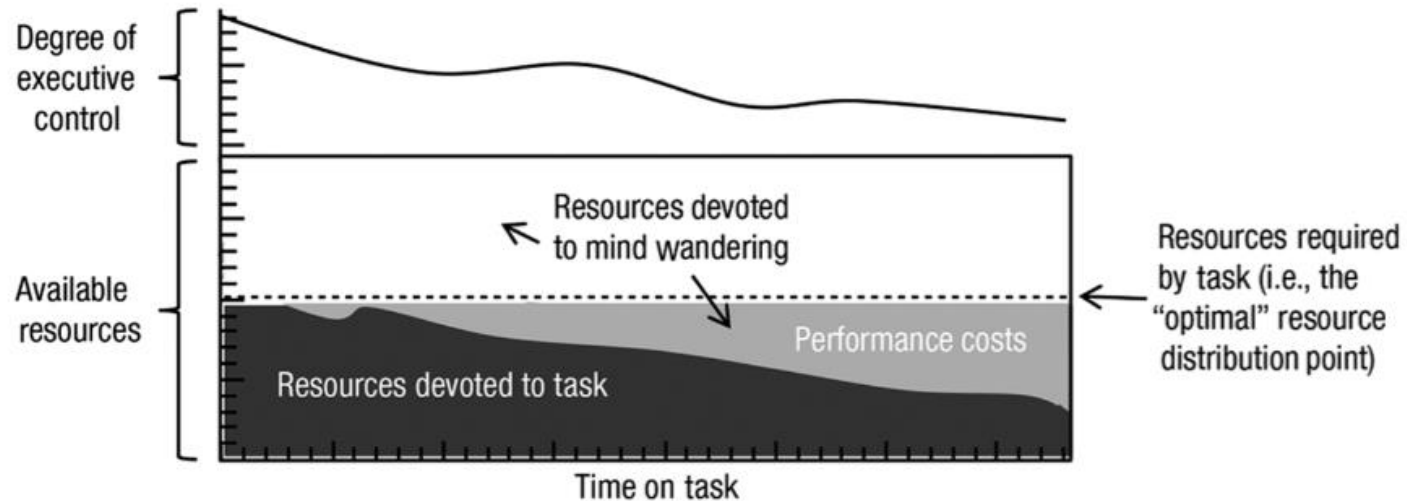 Degree of
executive
control
Resources devoted
to mind wandering
Resources required
by task (i.e., the
“optimal” resource
distribution point)
Available
resources
Performance costs
Resources devoted to task
Time on task